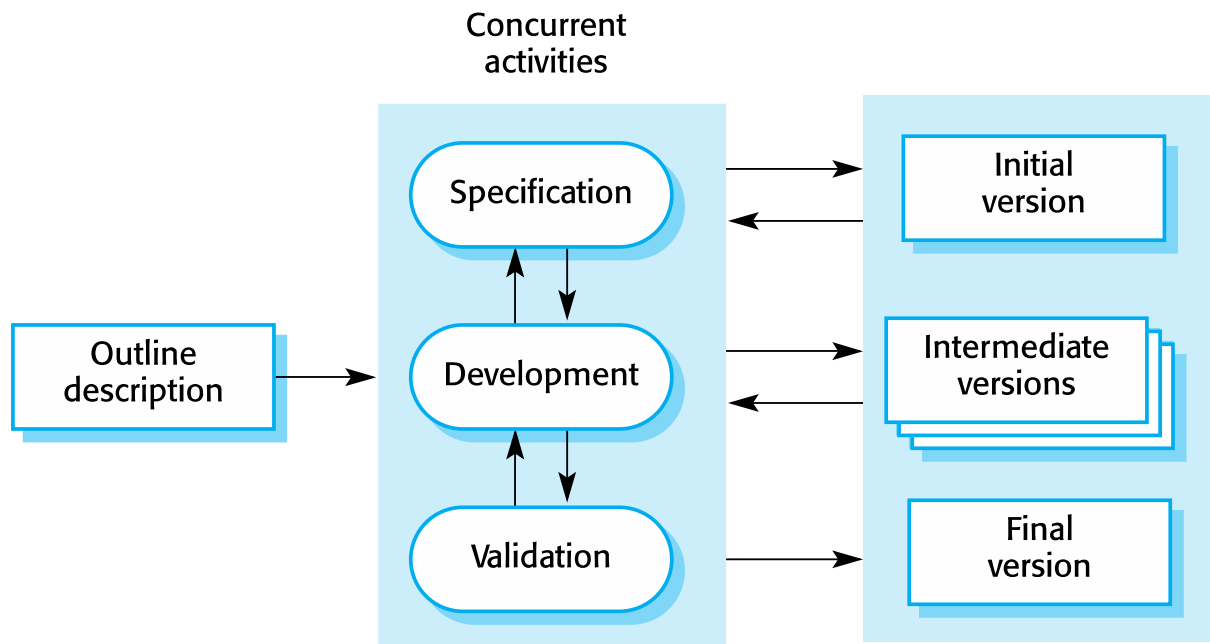 Concurrent
activities
Outline
description
Specification
Development
Validation
Initial
version
Intermediate
versions
Final
version